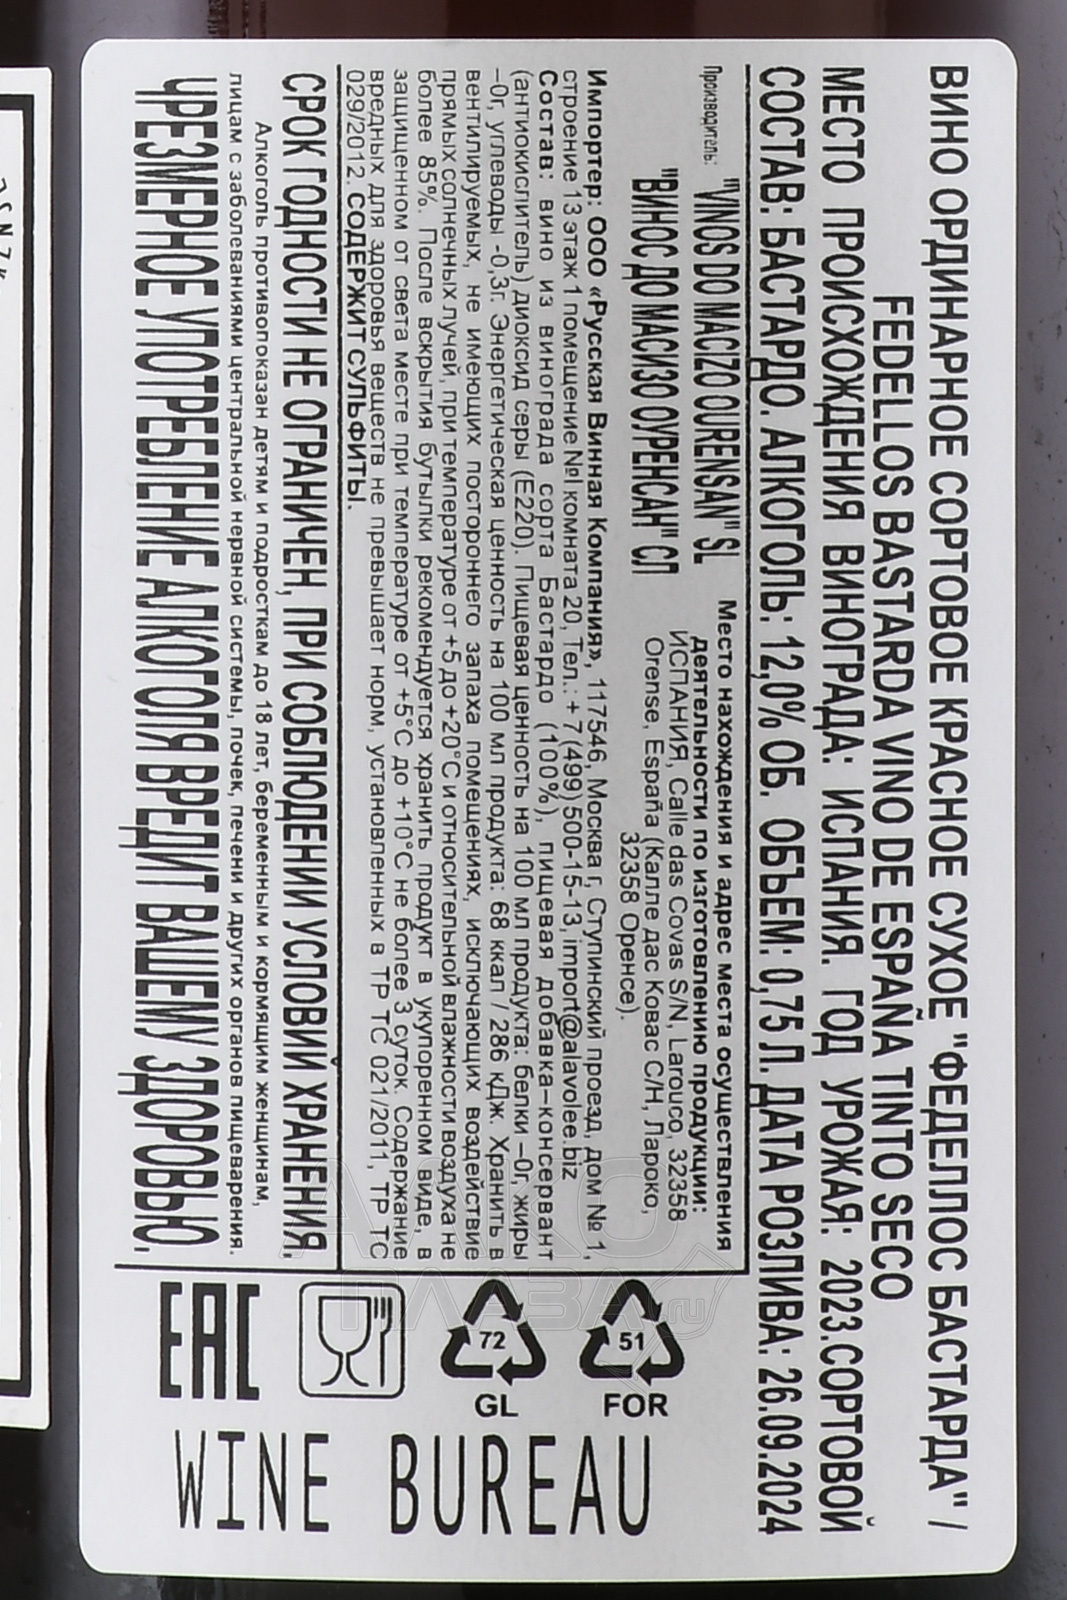 ВИНО ОРДИНАРНОЕ СОРТОВОЕ КРАСНОЕ СУХОЕ "ФЕДЕЛЛОС БАСТАРДА" /
FEDELLOS BASTARDA VINO DE ESPAÑA TINTO SECO
МЕСТО ПРОИСХОЖДЕНИЯ ВИНОГРАДА: ИСПАНИЯ. ГОД УРОЖАЯ: 2023.СОРТОВОЙ
СОСТАВ: БАСТАРДО. АЛКОГОЛЬ: 12,0% ОБ. ОБЪЕМ: 0,75 Л. ДАТА РОЗЛИВА: 26.09.2024
Производитель:
"VINOS DO MACIZO OURENSAN" SL
"ВИНОС ДО МАСИЗО ОУРЕНСАН" СЛ
Место нахождения и адрес места осуществления
деятельности по изготовлению продукции:
ИСПАНИЯ, Calle das Covas S/N, Larouco, 32358
Orense, España (Калле дас Ковас С/Н, Лароко,
32358 Оренсе).
Импортер: ООО «Русская Винная Компания», 117546, Москва г, Ступинский проезд, дом № 1,
строение 13 этаж 1 помещение №I комната 20, Тел.: +7 (499) 500-15-13, import@alavolee.biz
Состав: вино из винограда сорта Бастардо (100%), пищевая добавка–консервант
(антиокислитель) диоксид серы (Е220). Пищевая ценность на 100 мл продукта: белки –0г, жиры
–0г, углеводы -0,3г. Энергетическая ценность на 100 мл продукта: 68 ккал / 286 кДж. Хранить в
вентилируемых, не имеющих постороннего запаха помещениях, исключающих воздействие
прямых солнечных лучей, при температуре от +5 до +20°С и относительной влажности воздуха не
более 85%. После вскрытия бутылки рекомендуется хранить продукт в укупоренном виде, в
защищенном от света месте при температуре от +5°С до +10°С не более 3 суток. Содержание
вредных для здоровья веществ не превышает норм, установленных в ТР ТС 021/2011, ТР ТС
029/2012. СОДЕРЖИТ СУЛЬФИТЫ.
СРОК ГОДНОСТИ НЕ ОГРАНИЧЕН, ПРИ СОБЛЮДЕНИИ УСЛОВИЙ ХРАНЕНИЯ.
Алкоголь противопоказан детям и подросткам до 18 лет, беременным и кормящим женщинам,
лицам с заболеваниями центральной нервной системы, почек, печени и других органов пищеварения.
ЧРЕЗМЕРНОЕ УПОТРЕБЛЕНИЕ АЛКОГОЛЯ ВРЕДИТ ВАШЕМУ ЗДОРОВЬЮ.
51
FOR
72
GL
EAC
WINE BUREAU
АЛКО
ГЛАВА.ru